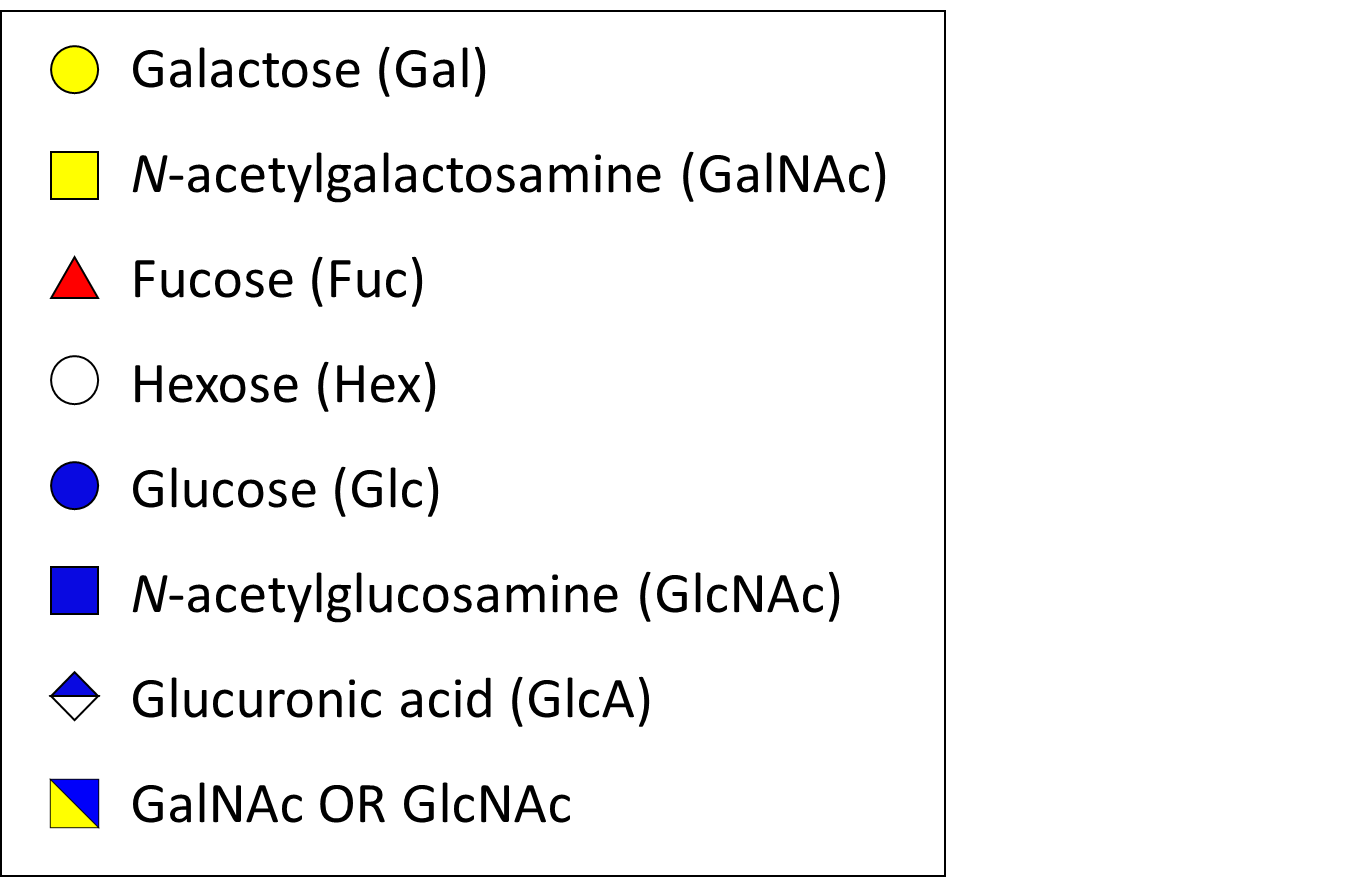 Galactose (Gal)
N-acetylgalactosamine (GalNAc)
Fucose (Fuc)
Hexose (Hex)
Glucose (Glc)
N-acetylglucosamine (GlcNAc)
Glucuronic acid (GlcA)
GalNAc OR GlcNAc